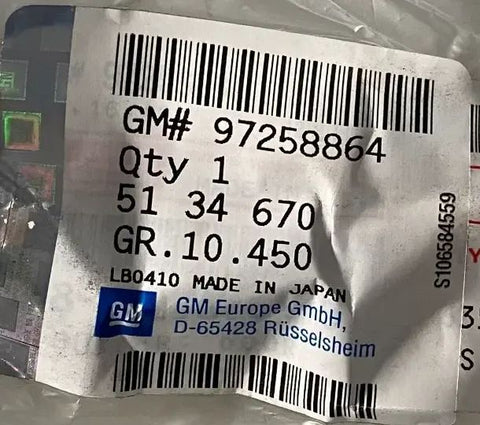 GM# 97258864
Qty 1
51 34 670
GR.10.450
LB0410 MADE IN JAPAN
GM
GM Europe GmbH,
D-65428 Rüsselsheim
S106584559
Y
3
S